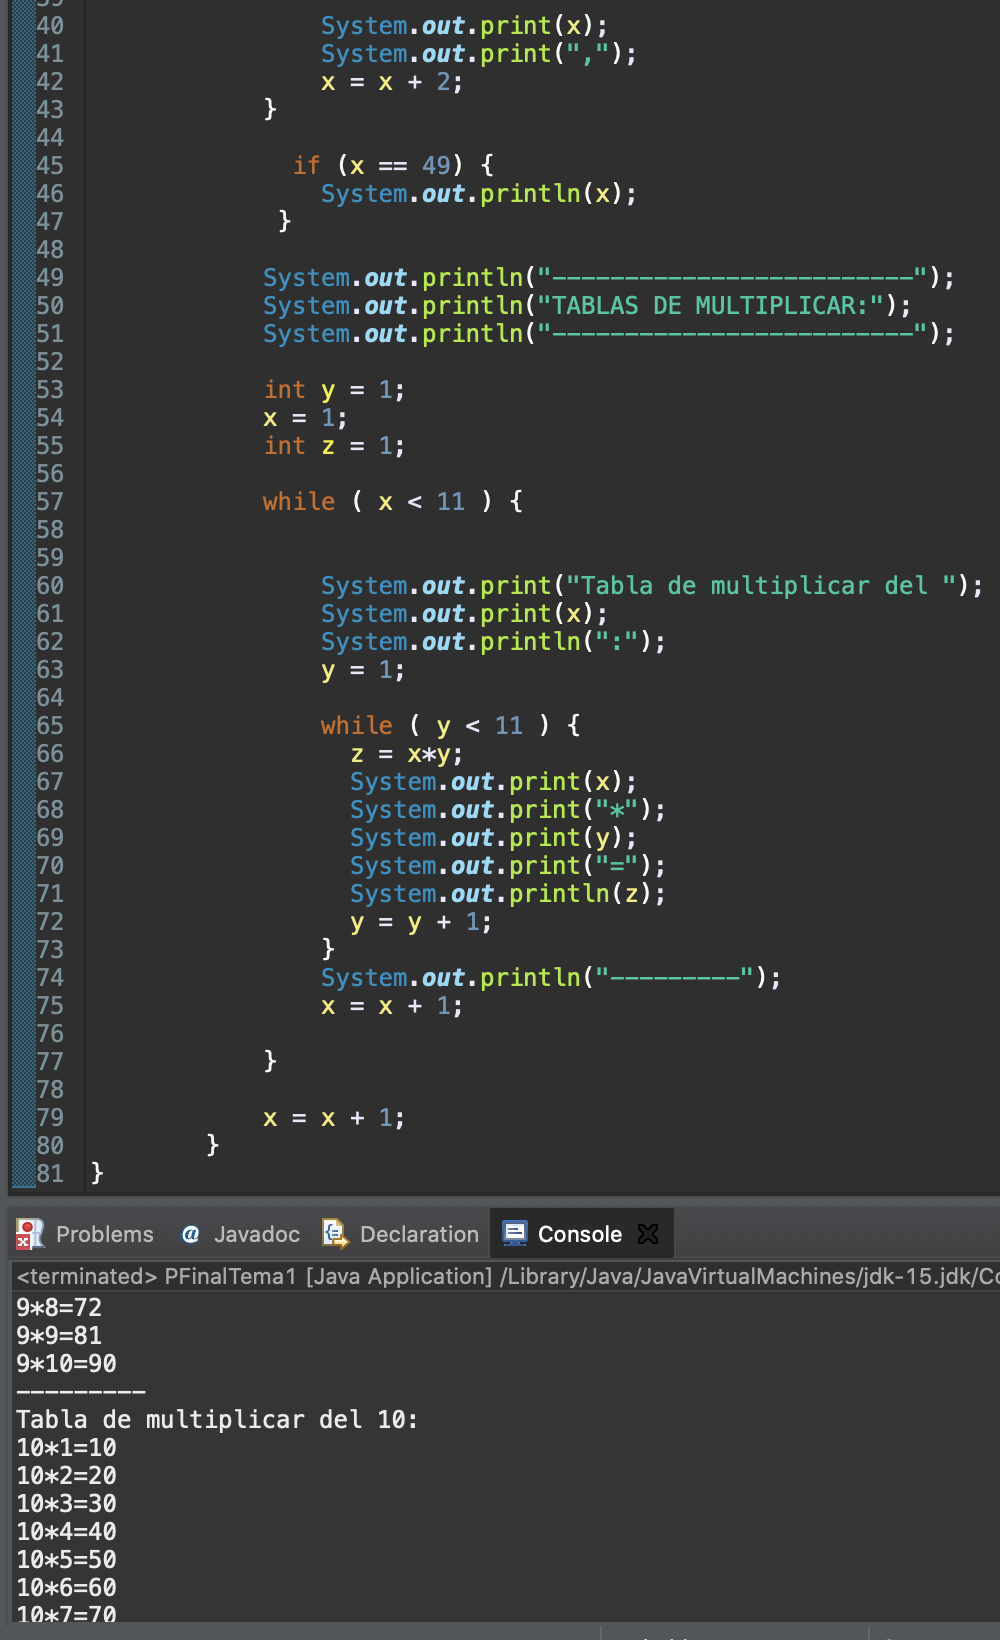 39
40 System.out.print(x);
41 System.out.print(",");
42 x = x + 2;
43 }
44
45 if (x == 49) {
46 System.out.println(x);
47 }
48
49 System.out.println("-------------------------");
50 System.out.println("TABLAS DE MULTIPLICAR:");
51 System.out.println("-------------------------");
52
53 int y = 1;
54 x = 1;
55 int z = 1;
56
57 while ( x < 11 ) {
58
59
60 System.out.print("Tabla de multiplicar del ");
61 System.out.print(x);
62 System.out.println(":");
63 y = 1;
64
65 while ( y < 11 ) {
66 z = x*y;
67 System.out.print(x);
68 System.out.print("*");
69 System.out.print(y);
70 System.out.print("=");
71 System.out.println(z);
72 y = y + 1;
73 }
74 System.out.println("---------");
75 x = x + 1;
76
77 }
78
79 x = x + 1;
80 }
81 }
Problems @ Javadoc Declaration Console
<terminated> PFinalTema1 [Java Application] /Library/Java/JavaVirtualMachines/jdk-15.jdk/Co
9*8=72
9*9=81
9*10=90
---------
Tabla de multiplicar del 10:
10*1=10
10*2=20
10*3=30
10*4=40
10*5=50
10*6=60
10*7=70